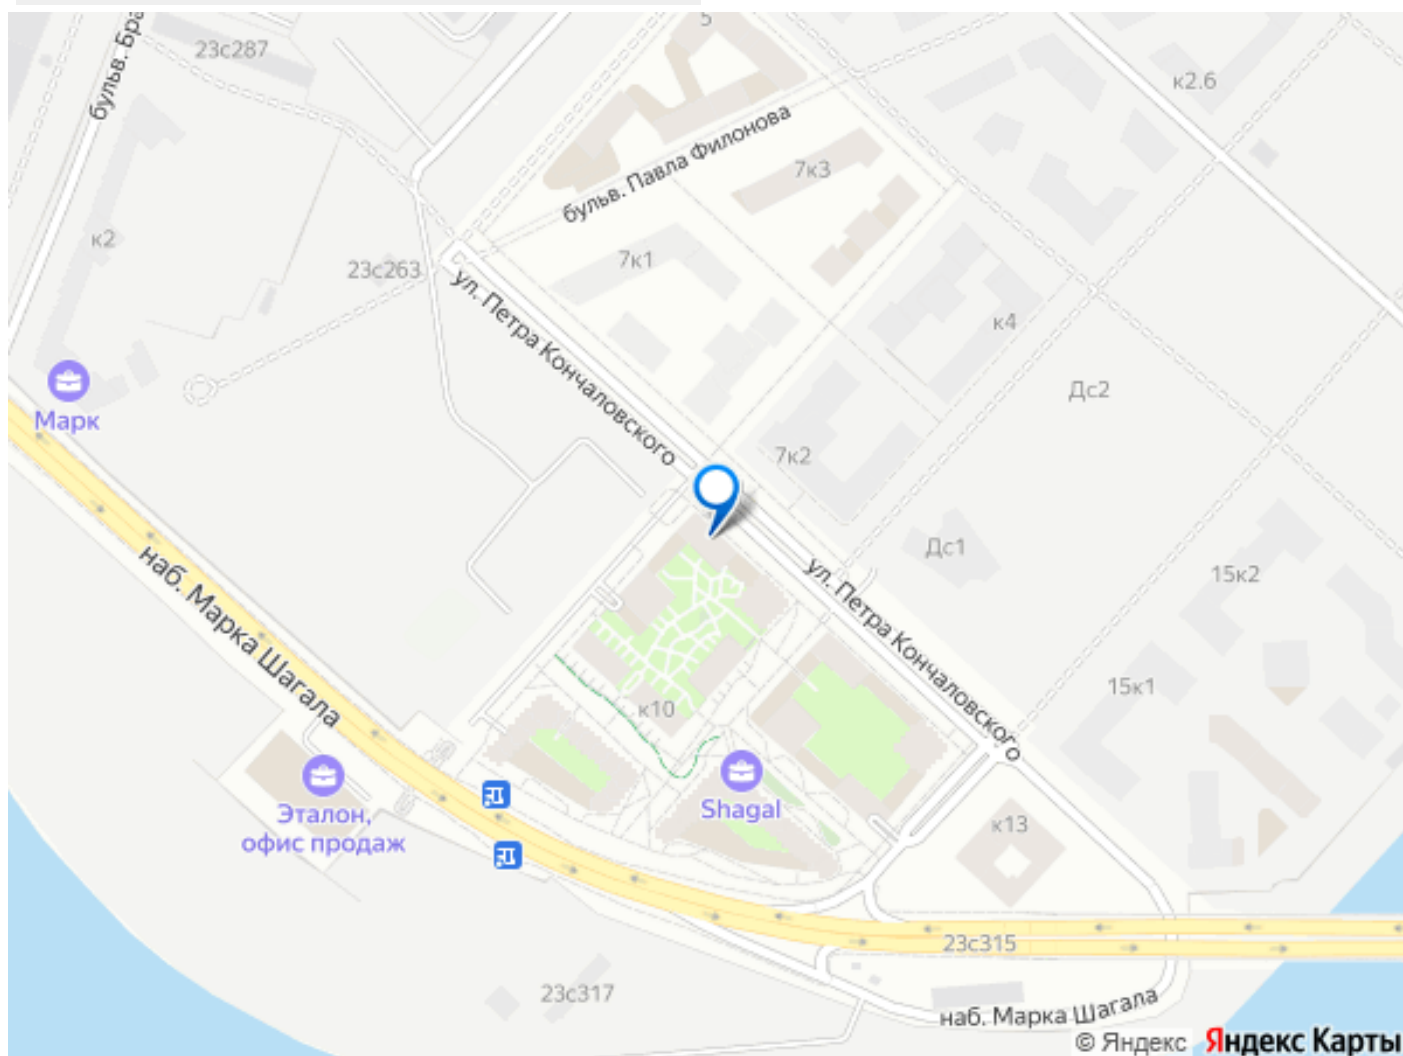 5
23с287
бульв. Бра
к2.6
бульв. Павла Филонова
7к3
к2
23с263
7к1
ул. Петра Кончаловского
к4
Марк
Дс2
7к2
Дс1
15к2
наб. Марка Шагала
ул. Петра Кончаловского
15к1
к10
Shagal
Эталон,
офис продаж
к13
23с315
23с317
наб. Марка Шагала
© Яндекс Яндекс Карты